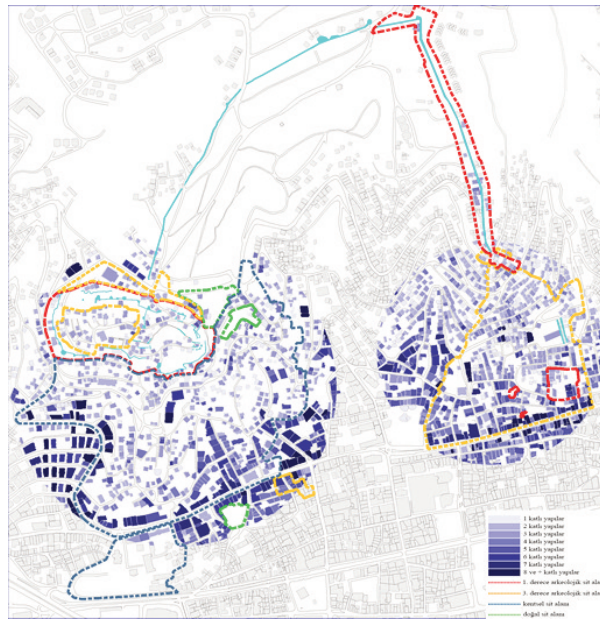 1 katlı yapılar
2 katlı yapılar
3 katlı yapılar
4 katlı yapılar
5 katlı yapılar
6 katlı yapılar
7 katlı yapılar
8 ve + katlı yapılar
1. derece arkeolojik sit ala
3. derece arkeolojik sit ala
kentsel sit alanı
doğal sit alanı